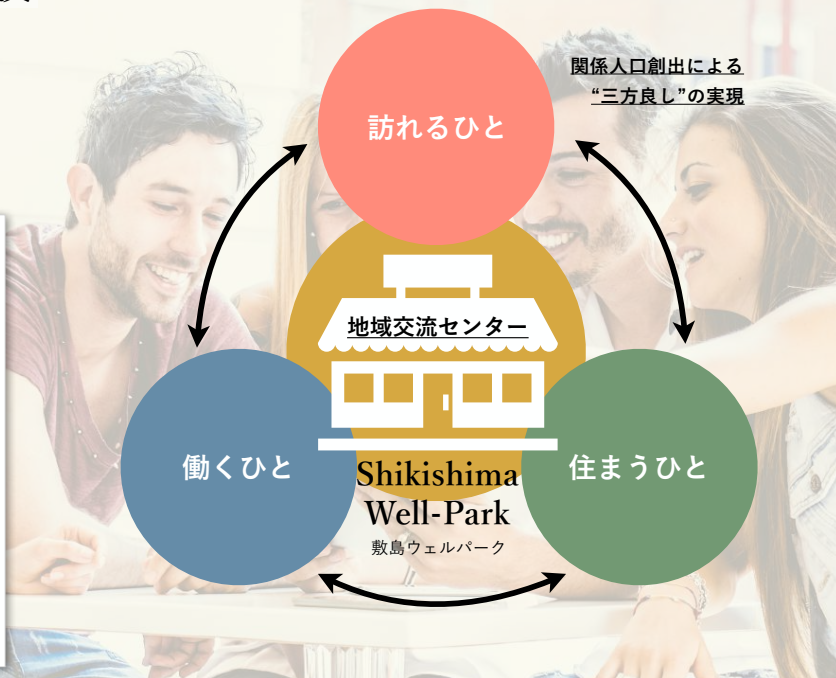 関係人口創出による
“三方良し”の実現
訪れるひと
地域交流センター
働くひと
住まうひと
Shikishima
Well-Park
敷島ウェルパーク